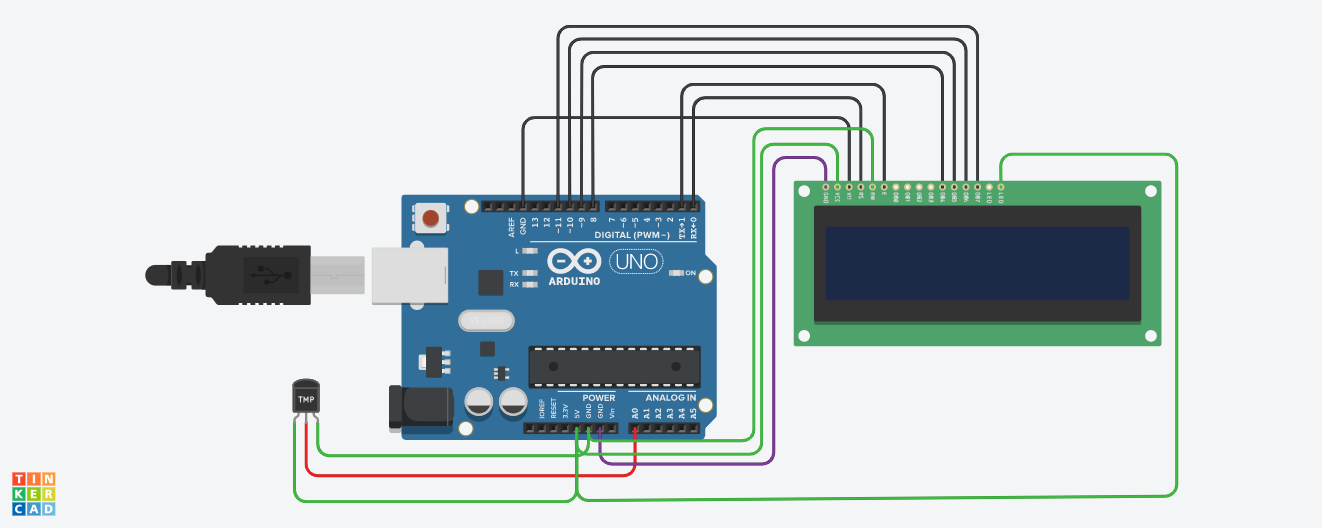 GND
VCC
V0
RS
RW
E
DB0
DB1
DB2
DB3
DB4
DB5
DB6
DB7
LED
LED
AREF
GND
13
12
~11
~10
~9
8
7
~6
~5
4
~3
2
TX→1
RX←0
DIGITAL (PWM~)
L
TX
RX
UNO
ON
ARDUINO
TMP
POWER
ANALOG IN
IOREF
RESET
3.3V
5V
GND
GND
Vin
A0
A1
A2
A3
A4
A5
TIN
KER
CAD